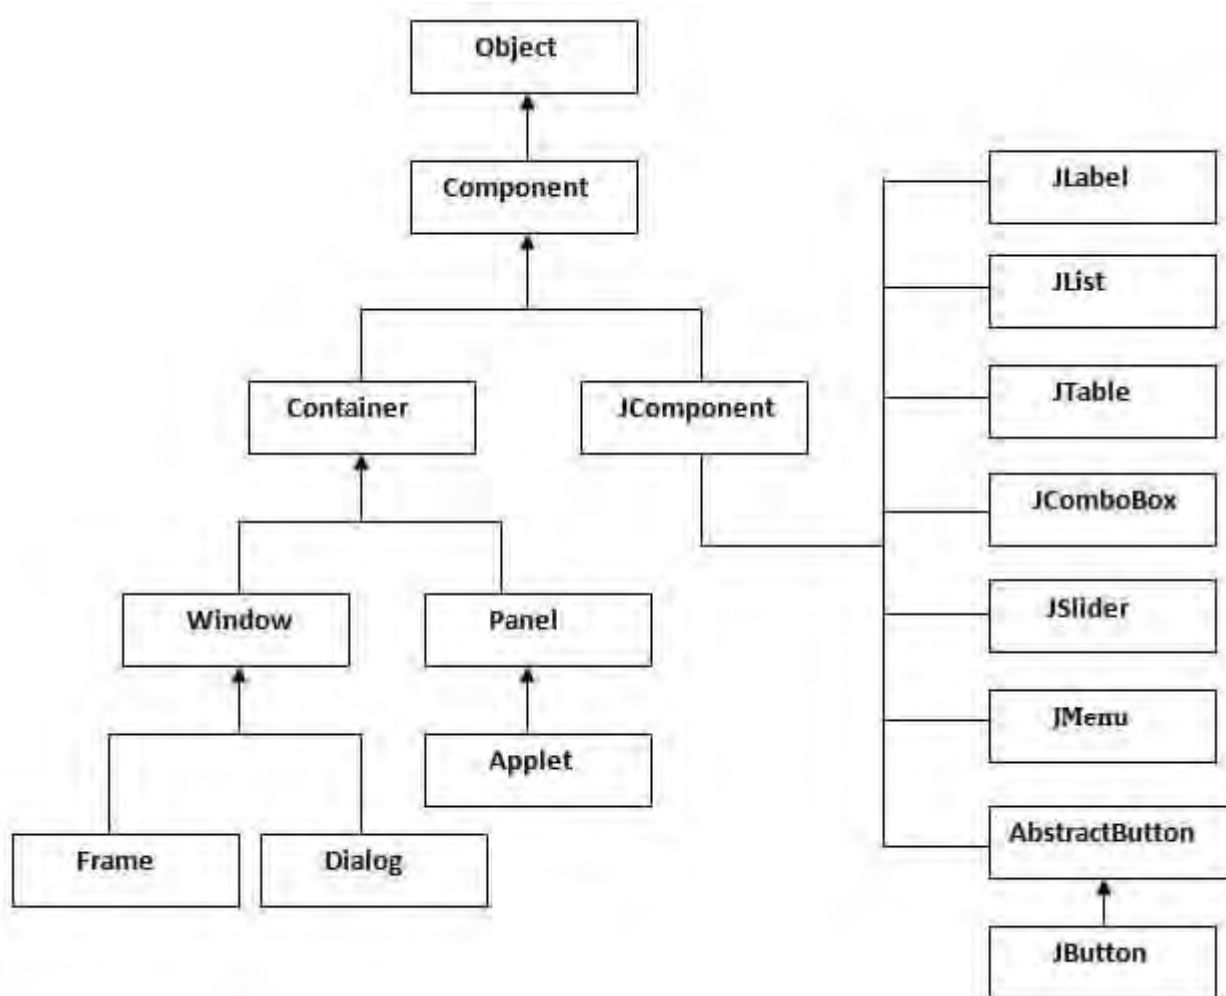 Object
Component
Container
JComponent
Window
Panel
Applet
Frame
Dialog
JLabel
JList
JTable
JComboBox
JSlider
JMenu
AbstractButton
JButton